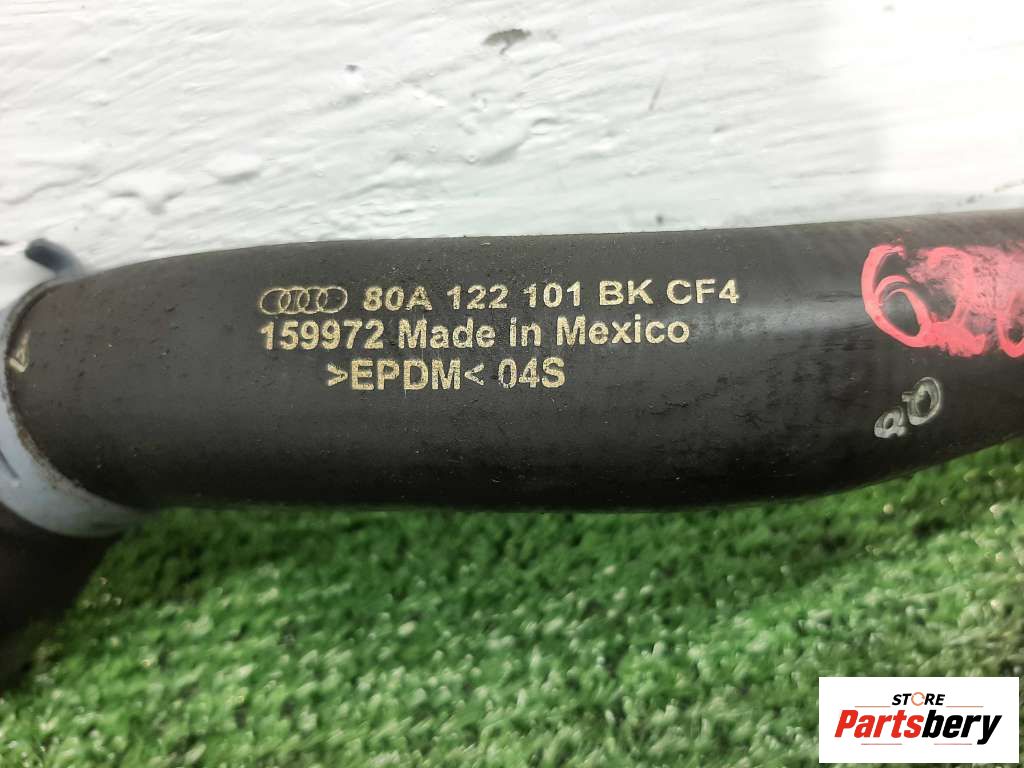 80A 122 101 BK CF4
159972 Made in Mexico
>EPDM< 04S
STORE
Partsbery